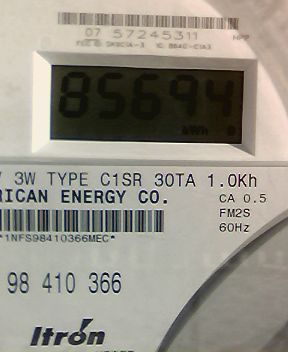 07 57245311
85694
kWh
3W TYPE C1SR 30TA 1.0Kh
RICAN ENERGY CO.
CA 0.5
FM2S
60Hz
*1NFS98410366MEC*
98 410 366
Itron